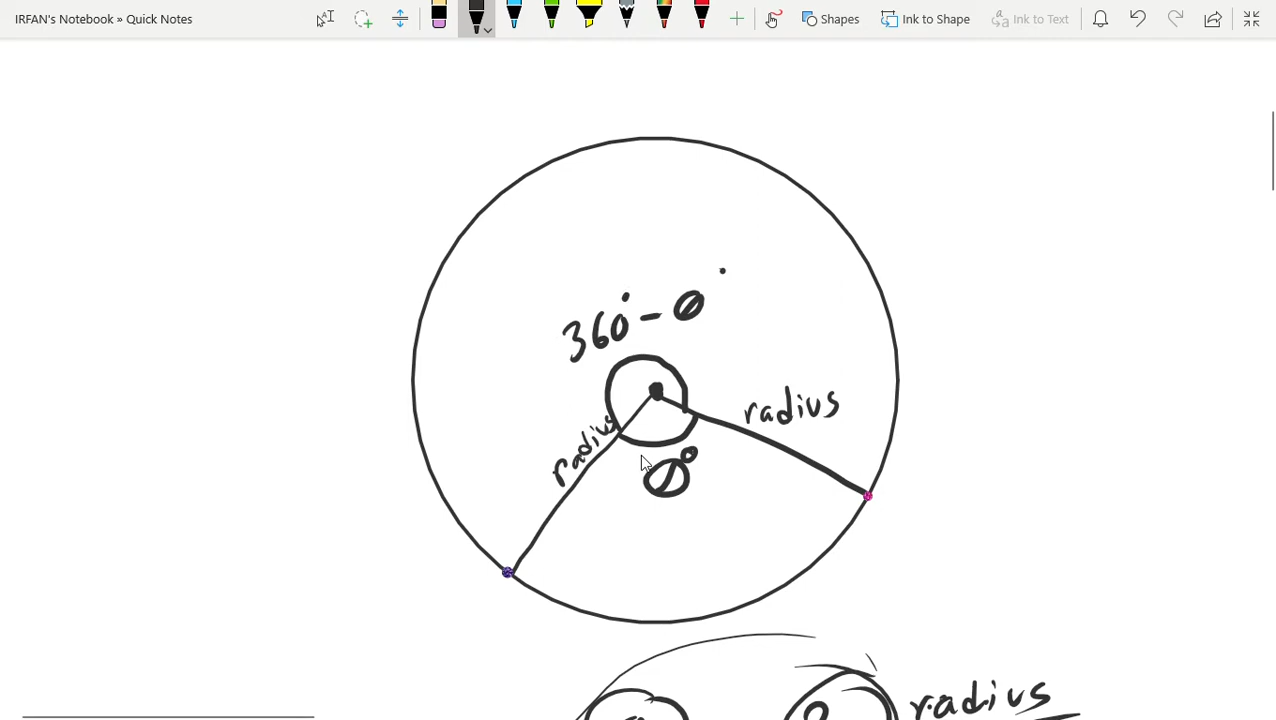 IRFAN's Notebook » Quick Notes
Shapes
Ink to Shape
Ink to Text
360° - θ
radius
radius
θ°
radius